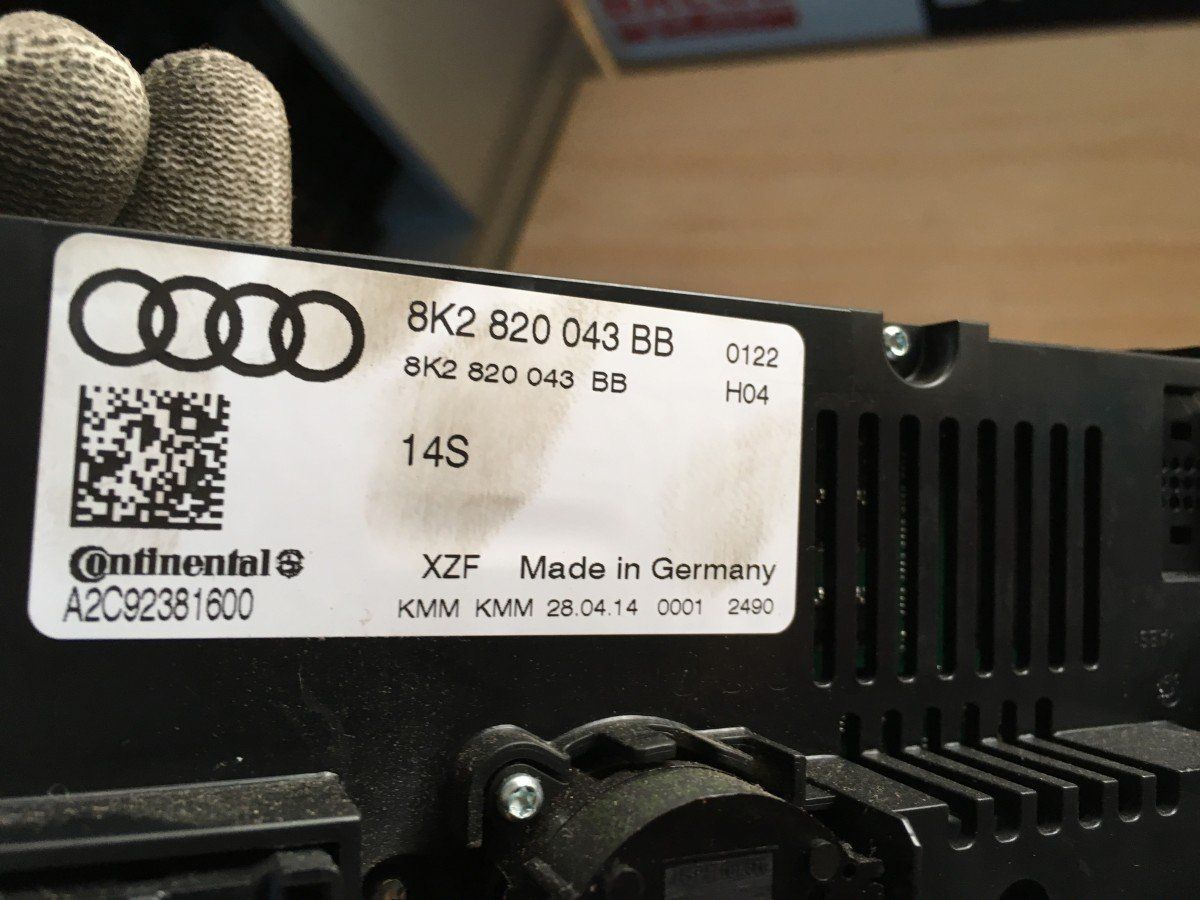 8K2 820 043 BB 0122
8K2 820 043 BB H04
14S
Continental
A2C92381600
XZF Made in Germany
KMM KMM 28.04.14 0001 2490